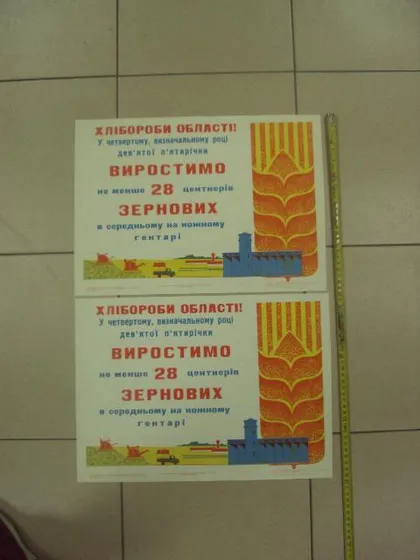 ХЛІБОРОБИ ОБЛАСТІ!
У четвертому, визначальному році
дев'ятої п'ятирічки
ВИРОСТИМО
не менше 28 центнерів
ЗЕРНОВИХ
в середньому на кожному
гектарі
ХЛІБОРОБИ ОБЛАСТІ!
У четвертому, визначальному році
дев'ятої п'ятирічки
ВИРОСТИМО
не менше 28 центнерів
ЗЕРНОВИХ
в середньому на кожному
гектарі